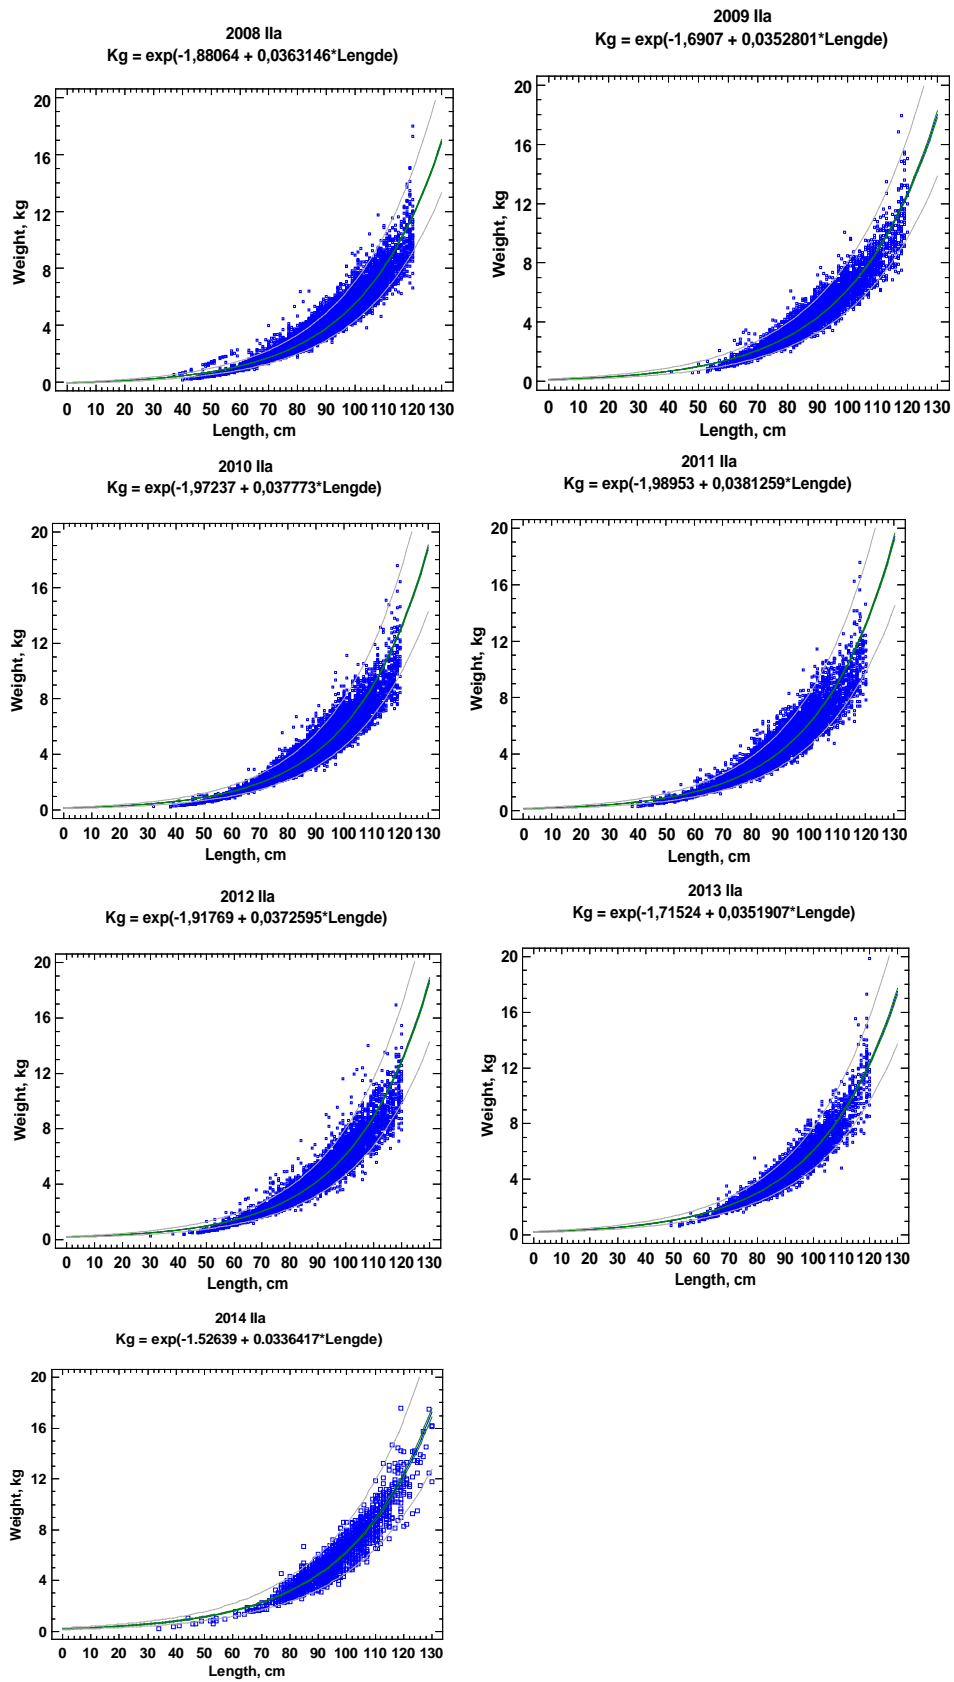 2008 IIa
Kg = exp(-1,88064 + 0,0363146*Lengde)
20
16
12
8
4
0
Weight, kg
0 10 20 30 40 50 60 70 80 90 100 110 120 130
Length, cm
2009 IIa
Kg = exp(-1,6907 + 0,0352801*Lengde)
20
16
12
8
4
0
Weight, kg
0 10 20 30 40 50 60 70 80 90 100 110 120 130
Length, cm
2010 IIa
Kg = exp(-1,97237 + 0,037773*Lengde)
20
16
12
8
4
0
Weight, kg
0 10 20 30 40 50 60 70 80 90 100 110 120 130
Length, cm
2011 IIa
Kg = exp(-1,98953 + 0,0381259*Lengde)
20
16
12
8
4
0
Weight, kg
0 10 20 30 40 50 60 70 80 90 100 110 120 130
Length, cm
2012 IIa
Kg = exp(-1,91769 + 0,0372595*Lengde)
20
16
12
8
4
0
Weight, kg
0 10 20 30 40 50 60 70 80 90 100 110 120 130
Length, cm
2013 IIa
Kg = exp(-1,71524 + 0,0351907*Lengde)
20
16
12
8
4
0
Weight, kg
0 10 20 30 40 50 60 70 80 90 100 110 120 130
Length, cm
2014 IIa
Kg = exp(-1.52639 + 0.0336417*Lengde)
20
16
12
8
4
0
Weight, kg
0 10 20 30 40 50 60 70 80 90 100 110 120 130
Length, cm